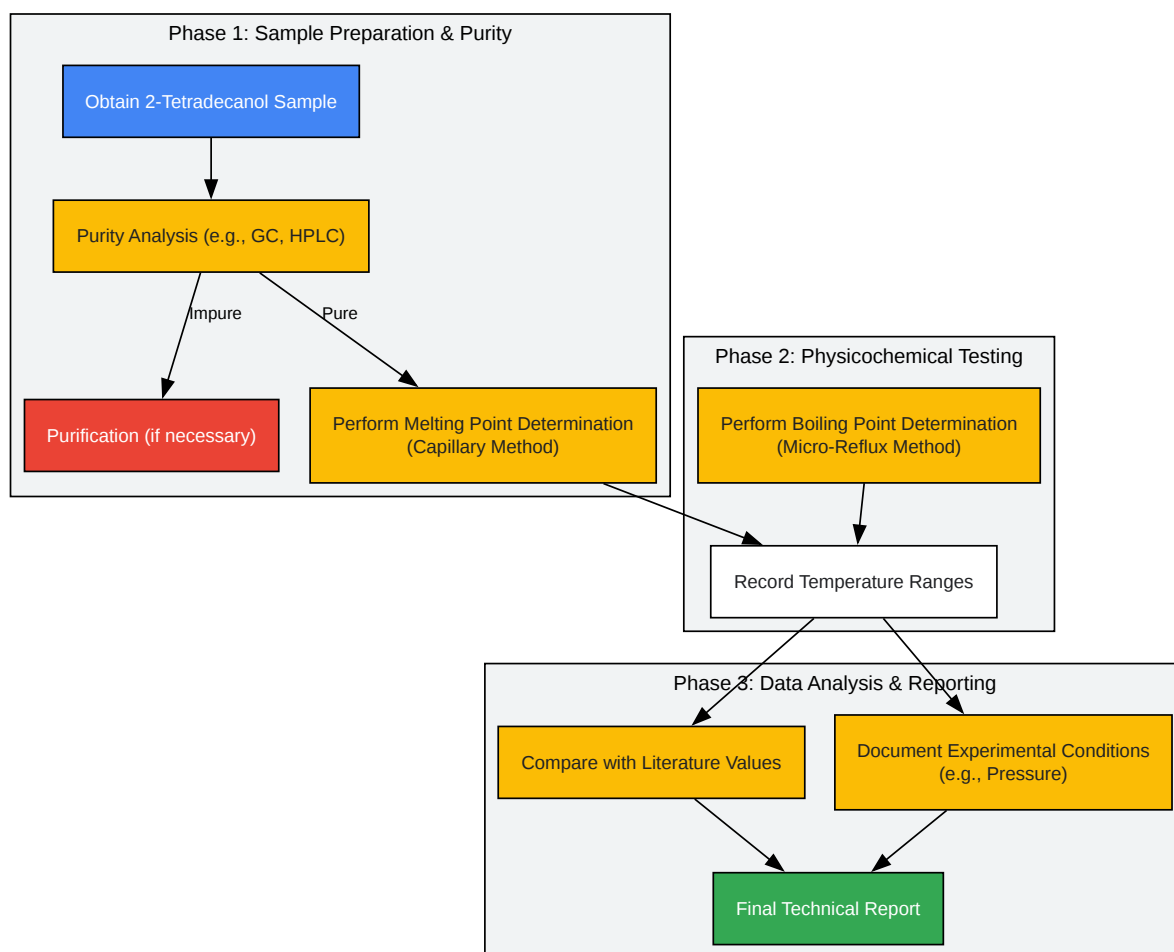 Phase 1: Sample Preparation & Purity
Obtain 2-Tetradecanol Sample
Purity Analysis (e.g., GC, HPLC)
Impure
Pure
Purification (if necessary)
Perform Melting Point Determination
(Capillary Method)
Phase 2: Physicochemical Testing
Perform Boiling Point Determination
(Micro-Reflux Method)
Record Temperature Ranges
Phase 3: Data Analysis & Reporting
Compare with Literature Values
Document Experimental Conditions
(e.g., Pressure)
Final Technical Report